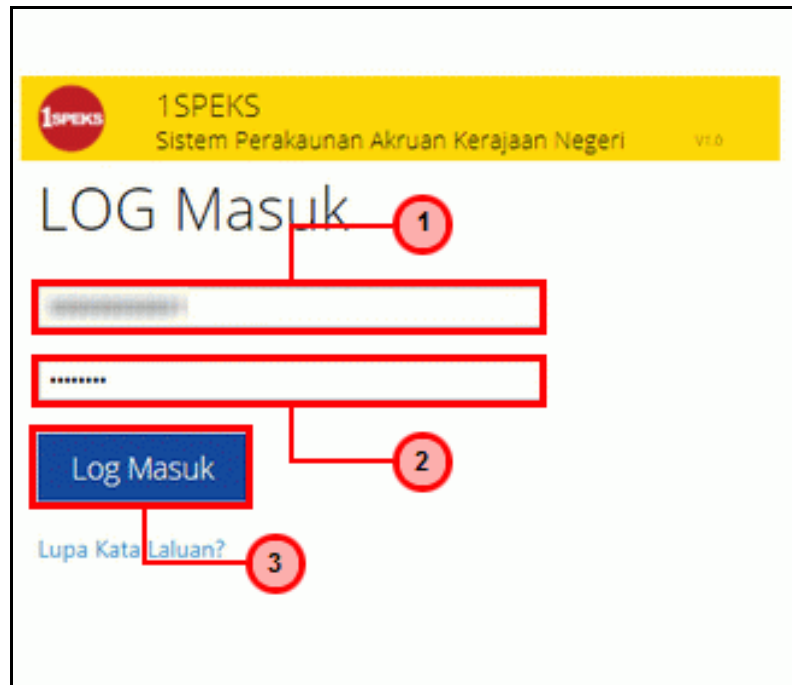 1SPEKS
1SPEKS
Sistem Perakaunan Akruan Kerajaan Negeri V1.0
LOG Masuk
1
••••••••
Log Masuk
2
Lupa Kata Laluan?
3